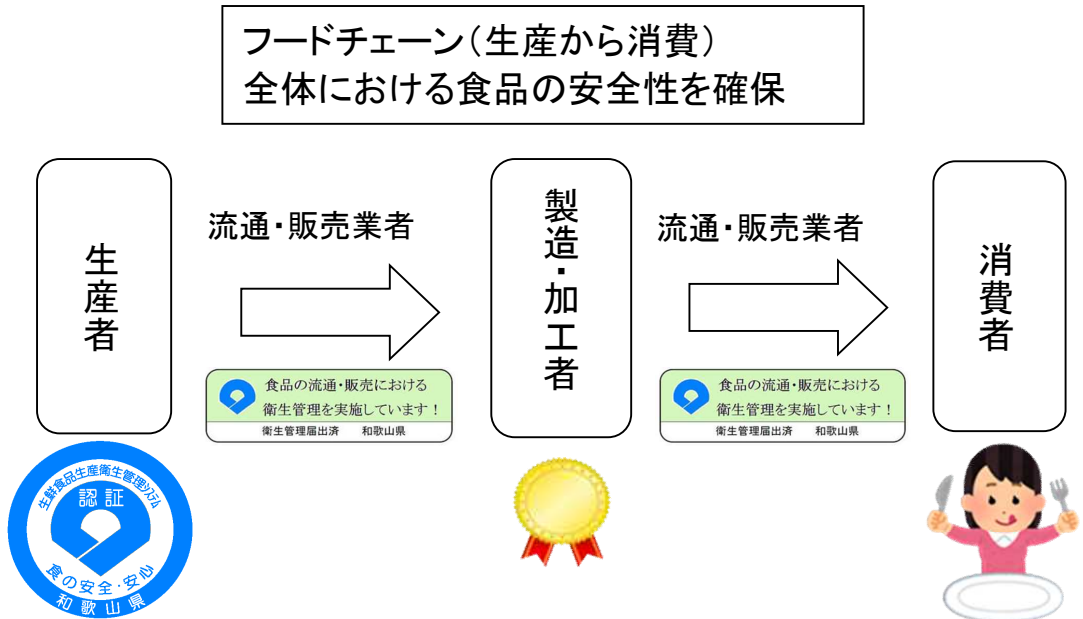 フードチェーン（生産から消費）
全体における食品の安全性を確保
生産者
流通・販売業者
製造・加工者
流通・販売業者
消費者
食品の流通・販売における
衛生管理を実施しています！
衛生管理届出済　和歌山県
食品の流通・販売における
衛生管理を実施しています！
衛生管理届出済　和歌山県
生鮮食品生産衛生管理システム
認証
食の安全・安心
和歌山県